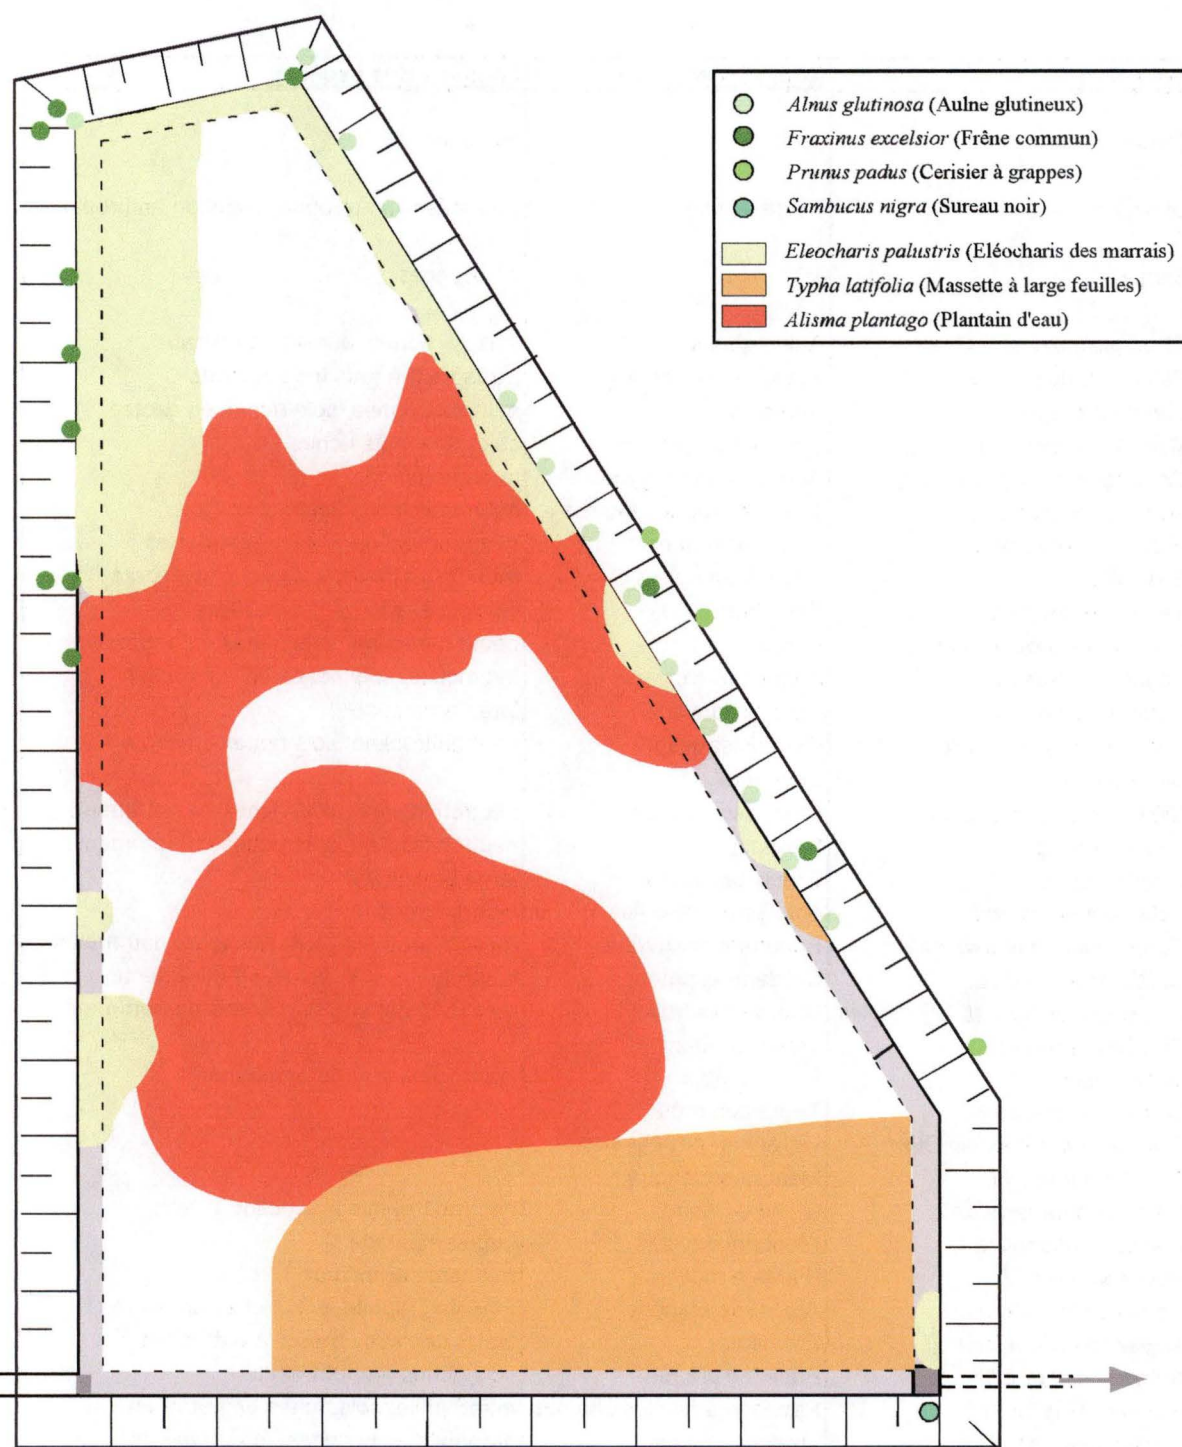 Alnus glutinosa (Aulne glutineux)
Fraxinus excelsior (Frêne commun)
Prunus padus (Cerisier à grappes)
Sambucus nigra (Sureau noir)
Eleocharis palustris (Eléocharis des marrais)
Typha latifolia (Massette à large feuilles)
Alisma plantago (Plantain d'eau)